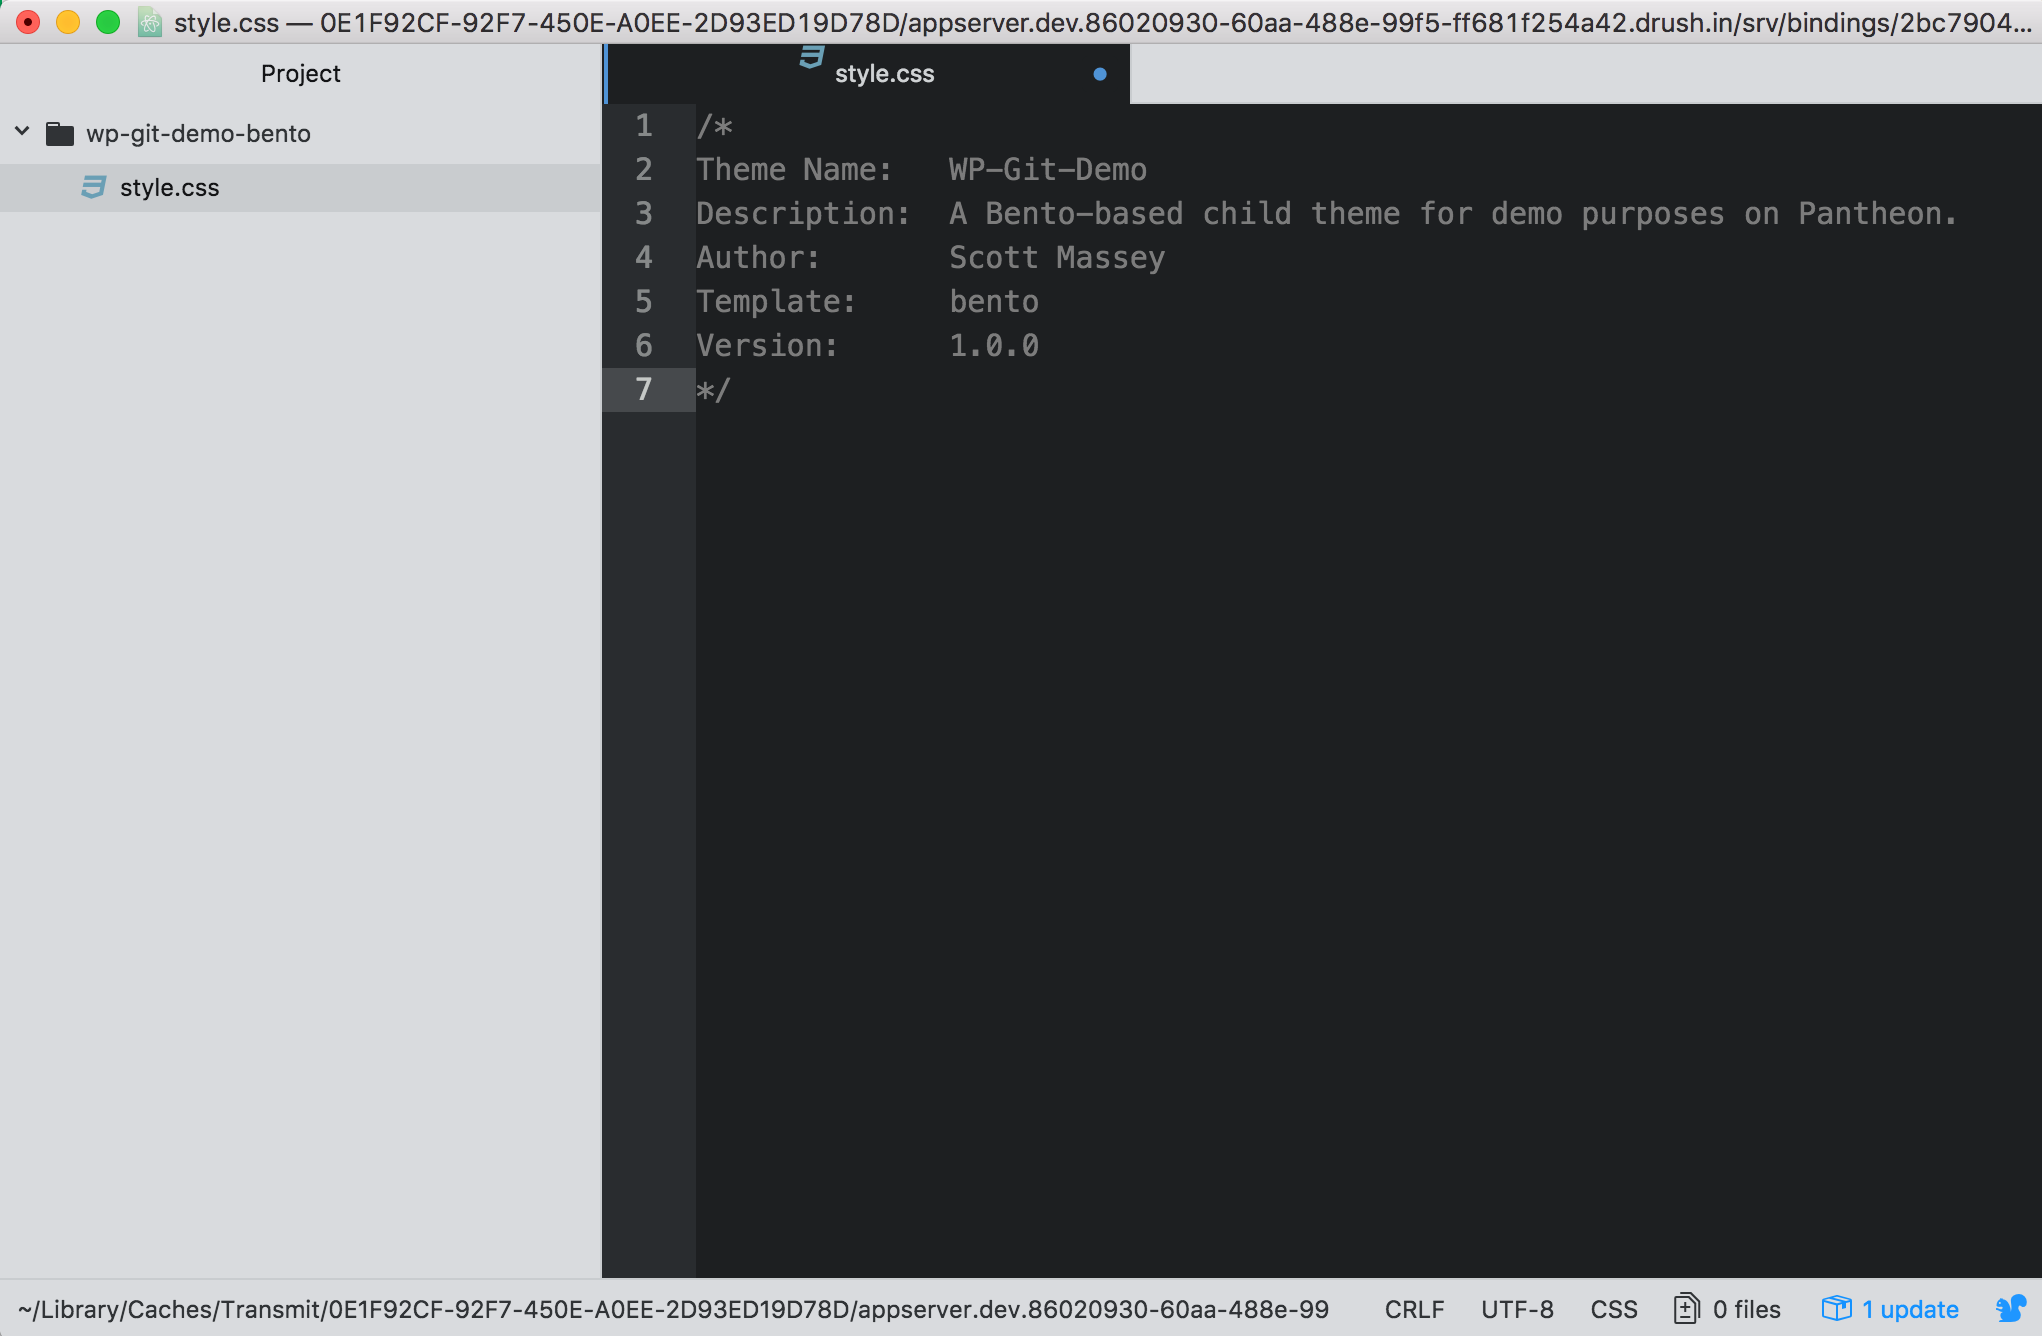 style.css — 0E1F92CF-92F7-450E-A0EE-2D93ED19D78D/appserver.dev.86020930-60aa-488e-99f5-ff681f254a42.drush.in/srv/bindings/2bc7904...
Project
style.css
wp-git-demo-bento
style.css
1 /*
2 Theme Name:   WP-Git-Demo
3 Description:  A Bento-based child theme for demo purposes on Pantheon.
4 Author:       Scott Massey
5 Template:     bento
6 Version:      1.0.0
7 */
~/Library/Caches/Transmit/0E1F92CF-92F7-450E-A0EE-2D93ED19D78D/appserver.dev.86020930-60aa-488e-99 CRLF UTF-8 CSS 0 files 1 update